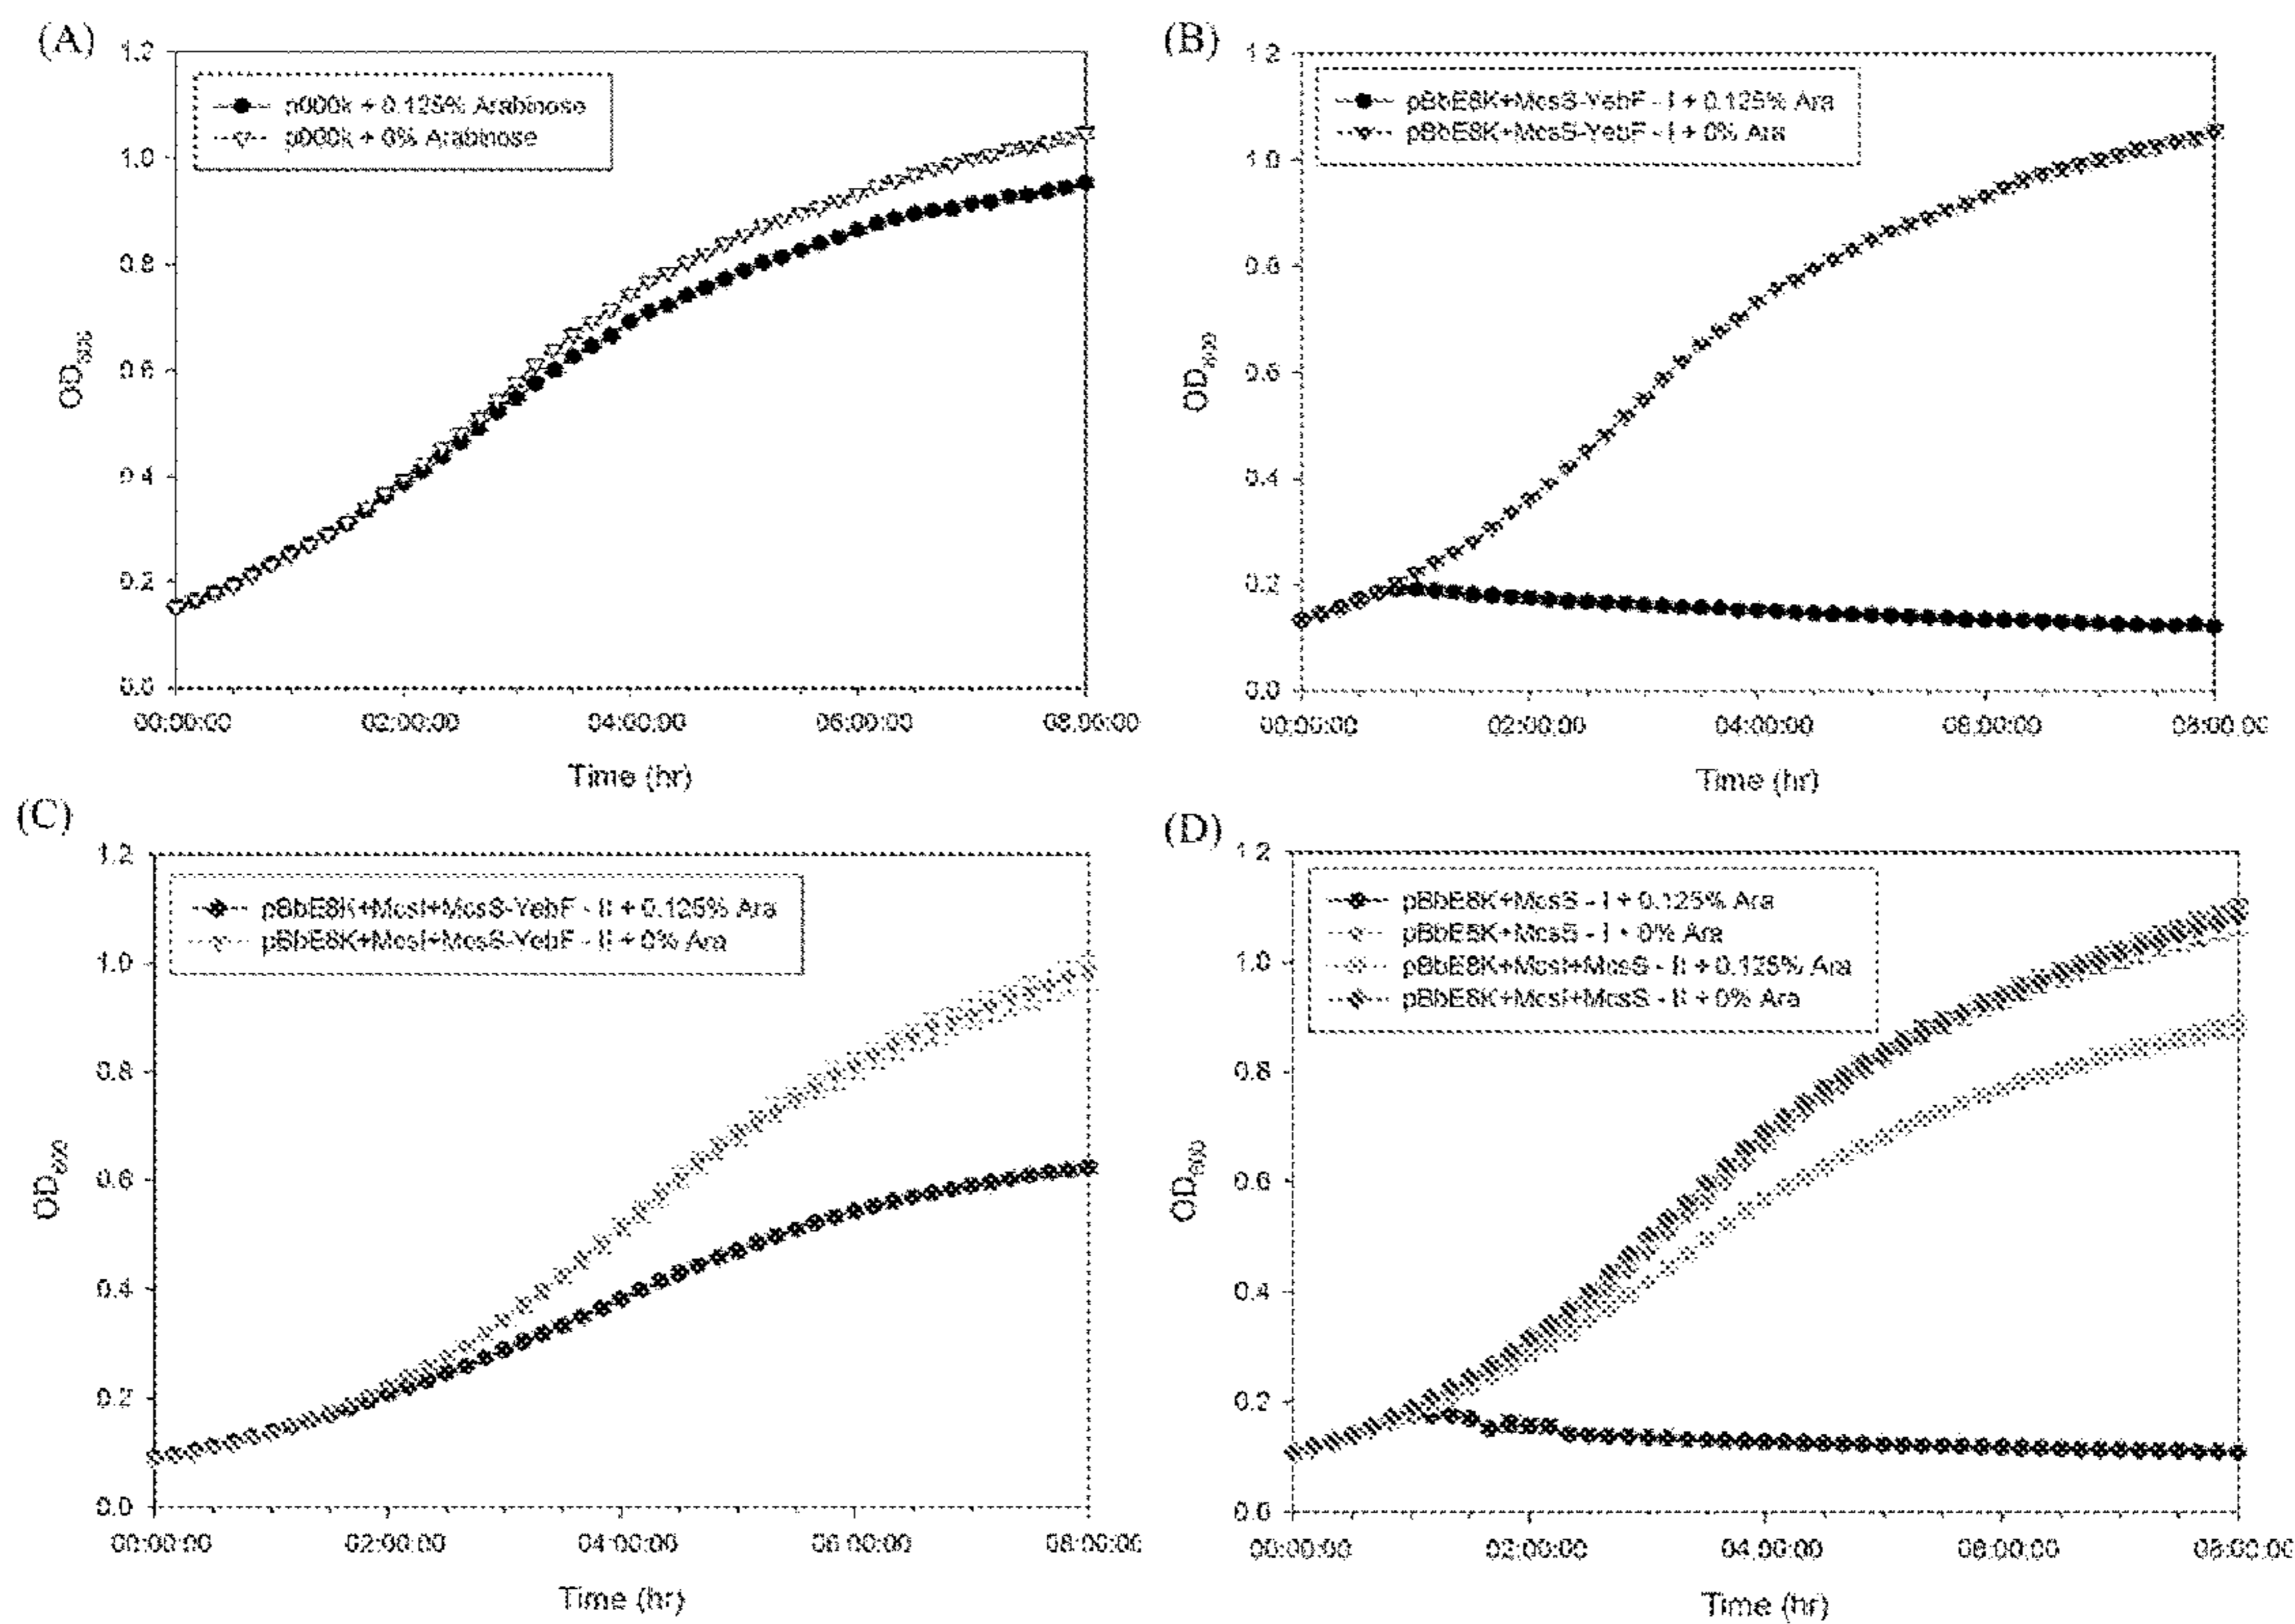 (A)
1.2
1.0
0.8
0.6
0.4
0.2
0.0
p000k + 0.125% Arabinose
p000k + 0% Arabinose
OD600
00:00:00 02:00:00 04:00:00 06:00:00 08:00:00
Time (hr)
(B)
1.2
1.0
0.8
0.6
0.4
0.2
0.0
pBbE8K+McsS-YebF - I + 0.125% Ara
pBbE8K+McsS-YebF - I + 0% Ara
OD600
00:00:00 02:00:00 04:00:00 06:00:00 08:00:00
Time (hr)
(C)
1.2
1.0
0.8
0.6
0.4
0.2
0.0
pBbE8K+McsI+McsS-YebF - II + 0.125% Ara
pBbE8K+McsI+McsS-YebF - II + 0% Ara
OD600
00:00:00 02:00:00 04:00:00 06:00:00 08:00:00
Time (hr)
(D)
1.2
1.0
0.8
0.6
0.4
0.2
0.0
pBbE8K+McsS - I + 0.125% Ara
pBbE8K+McsS - I + 0% Ara
pBbE8K+McsI+McsS - II + 0.125% Ara
pBbE8K+McsI+McsS - II + 0% Ara
OD600
00:00:00 02:00:00 04:00:00 06:00:00 08:00:00
Time (hr)